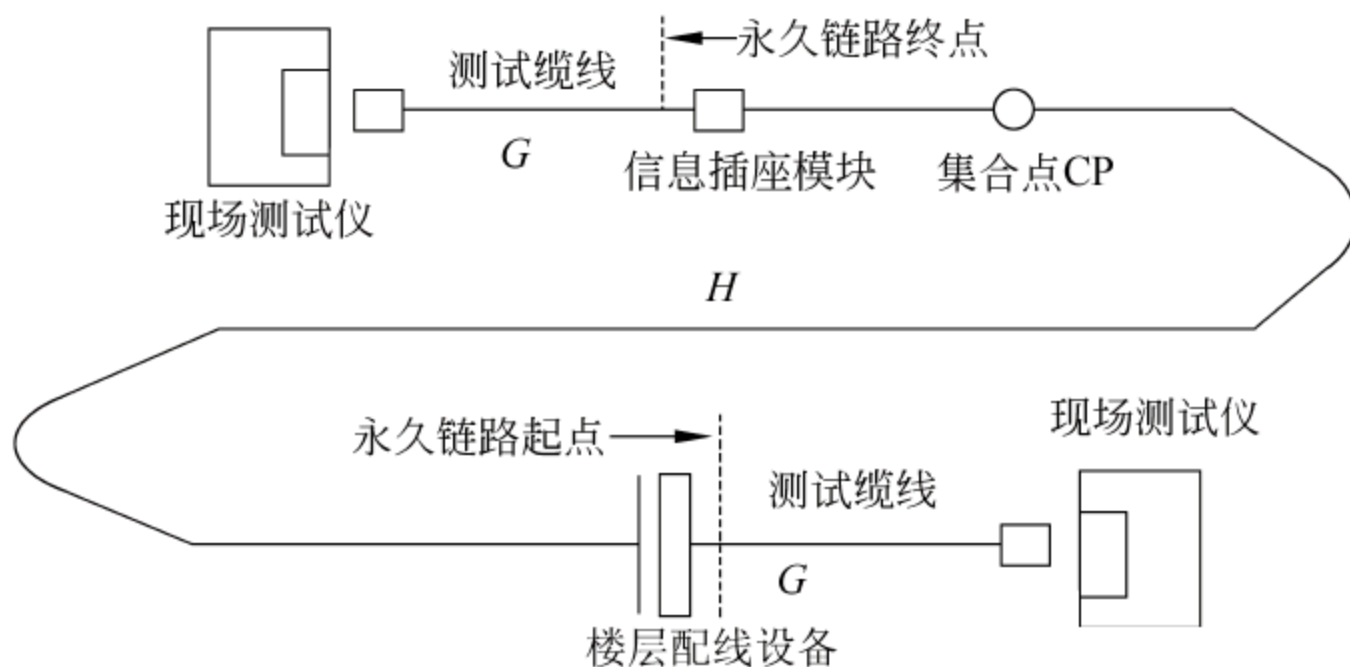 永久链路终点
测试缆线
G
信息插座模块
集合点CP
现场测试仪
H
永久链路起点
现场测试仪
测试缆线
G
楼层配线设备